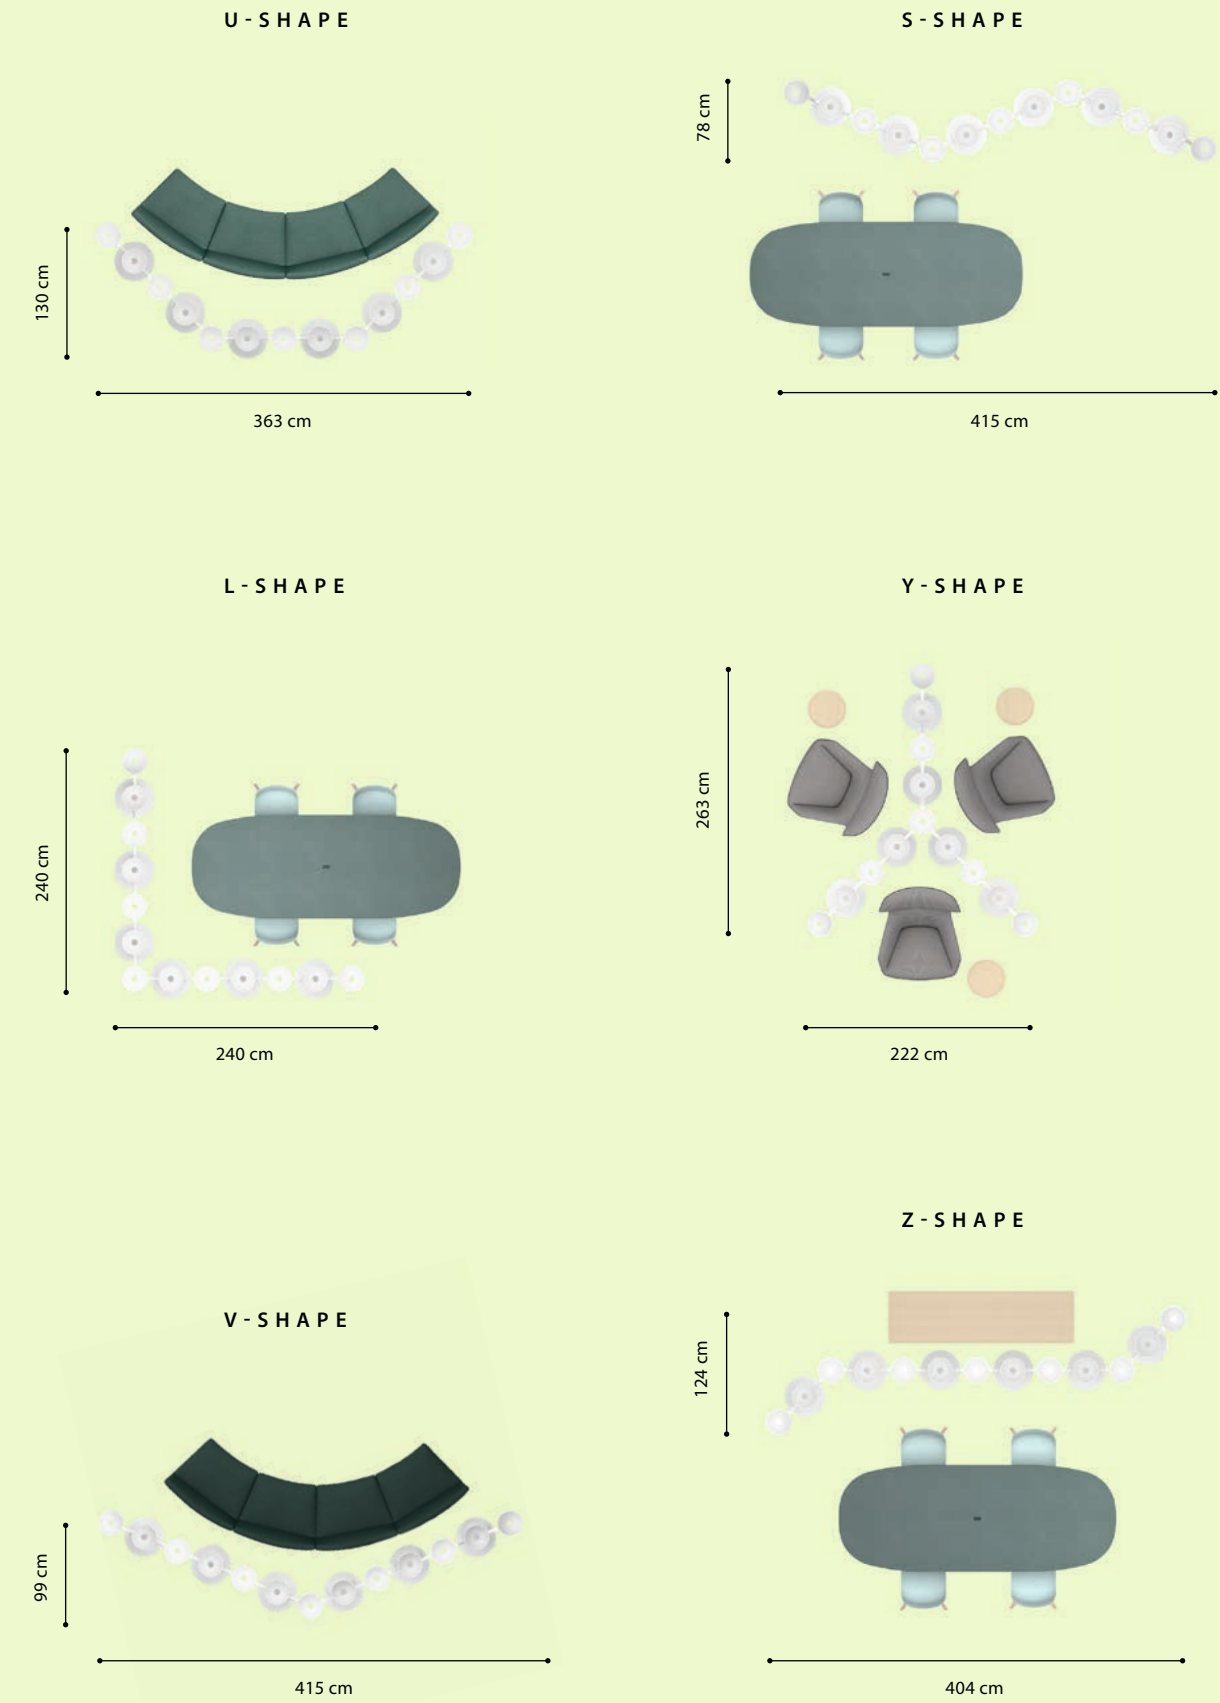 U-SHAPE
130 cm
363 cm
S-SHAPE
78 cm
415 cm
L-SHAPE
240 cm
240 cm
Y-SHAPE
263 cm
222 cm
V-SHAPE
99 cm
415 cm
Z-SHAPE
124 cm
404 cm